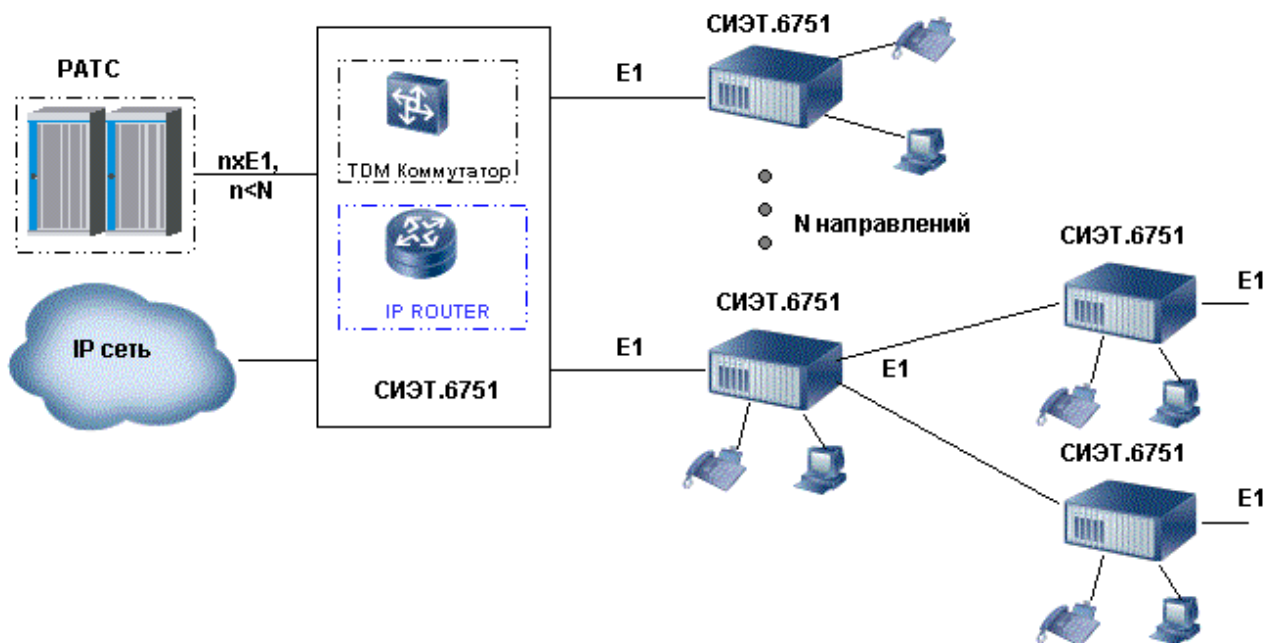 РАТС
nxE1,
n<N
IP сеть
TDM Коммутатор
IP ROUTER
СИЭТ.6751
E1
СИЭТ.6751
N направлений
E1
СИЭТ.6751
E1
СИЭТ.6751
E1
СИЭТ.6751
E1